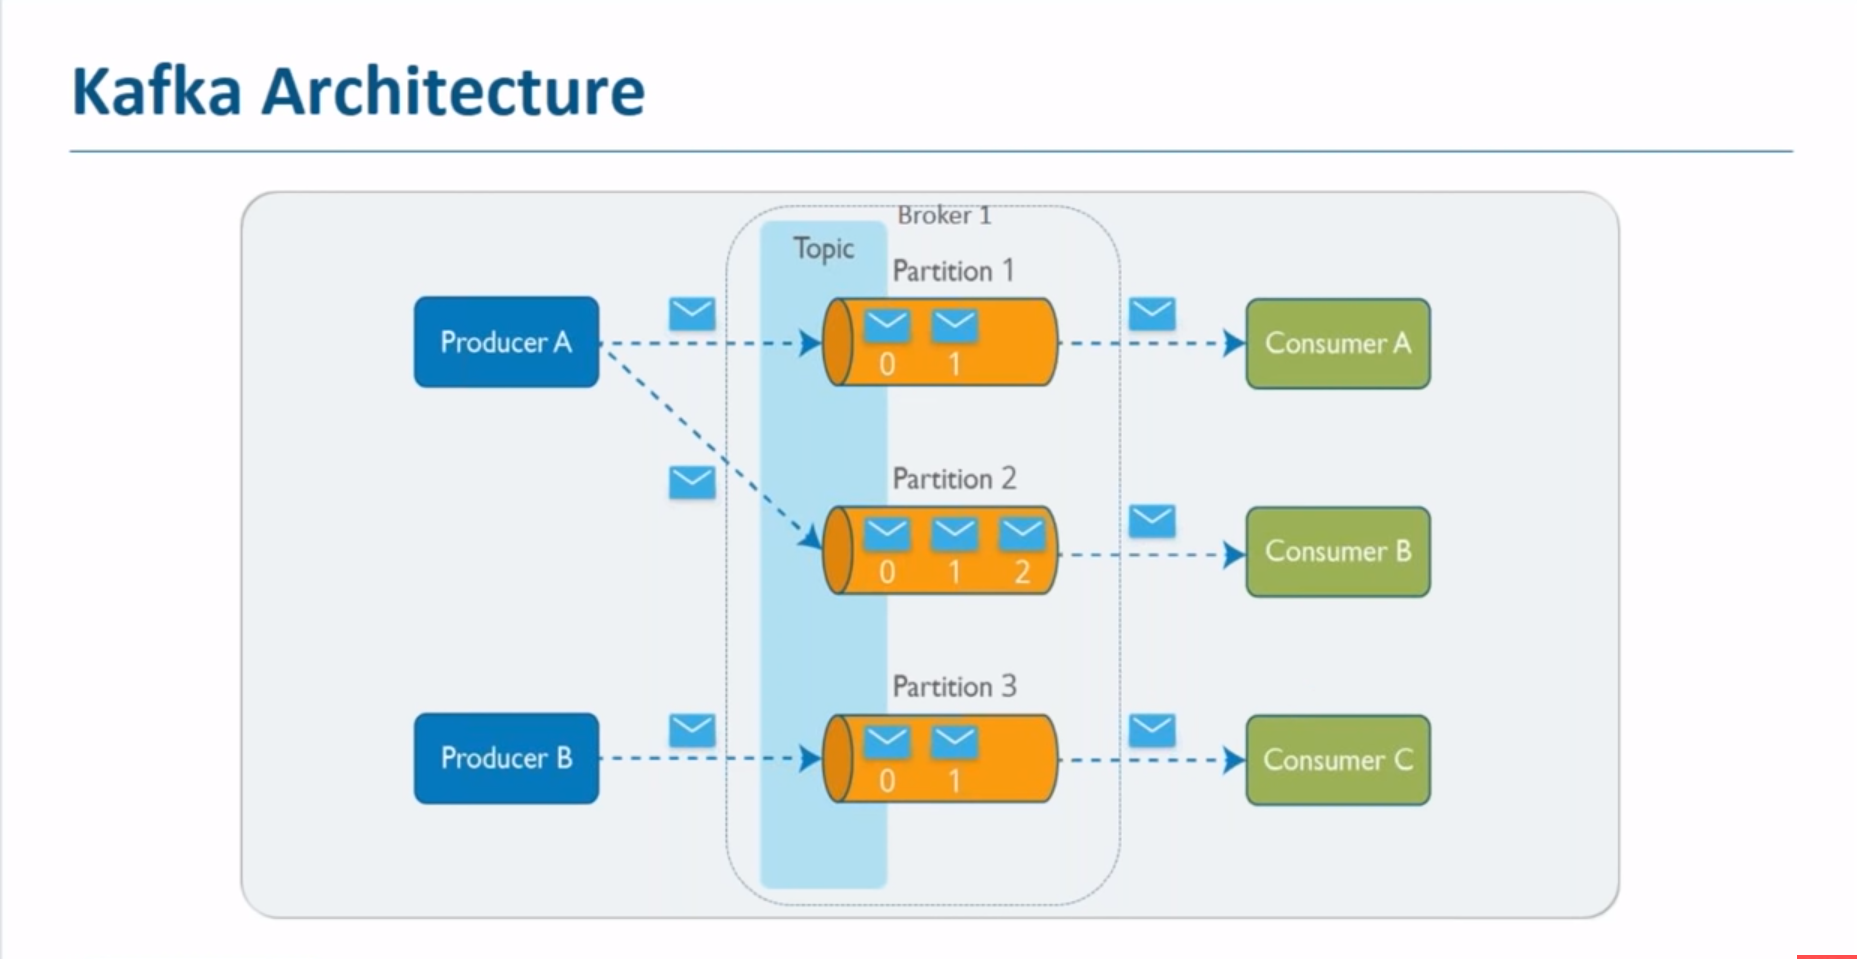 Kafka Architecture
Broker 1
Topic
Partition 1
Producer A
0 1
Consumer A
Partition 2
0 1 2
Consumer B
Partition 3
Producer B
0 1
Consumer C